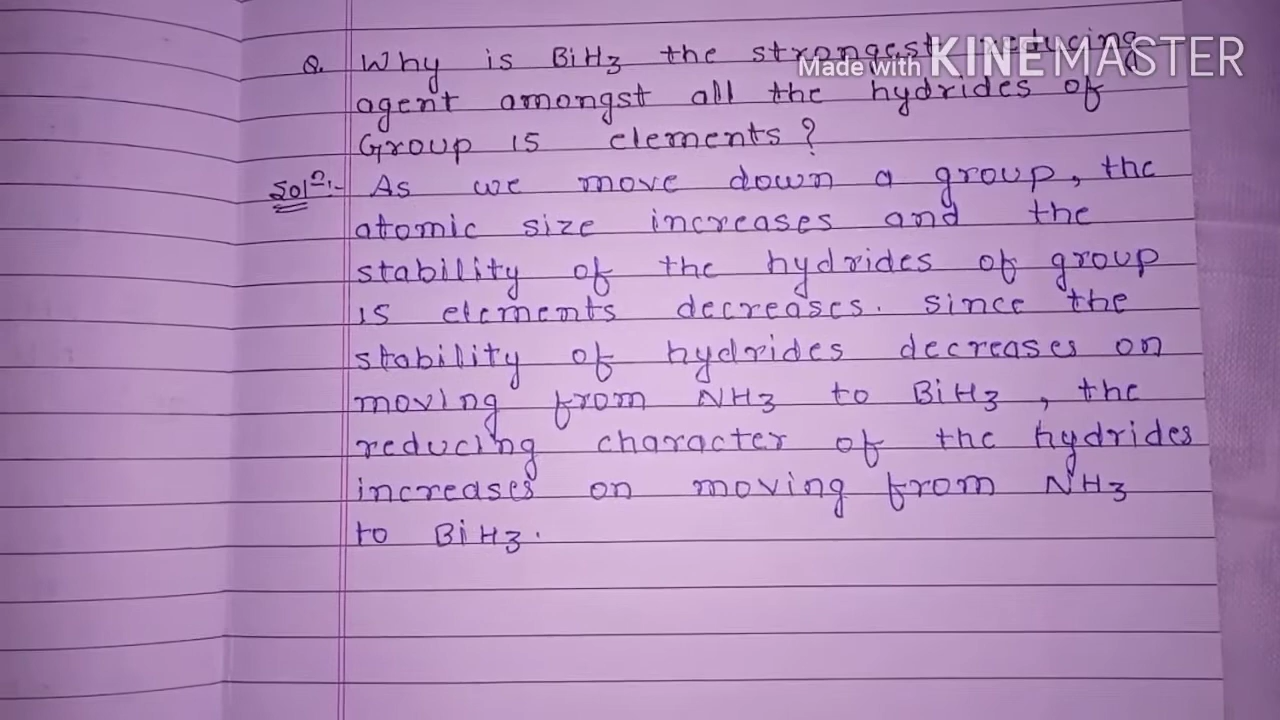 Q. Why is BiH3 the strongest reducing
Made with KINEMASTER
agent amongst all the hydrides of
Group 15 elements?
Solⁿ:- As we move down a group, the
atomic size increases and the
stability of the hydrides of group
15 elements decreases. Since the
stability of hydrides decreases on
moving from NH3 to BiH3, the
reducing character of the hydrides
increases on moving from NH3
to BiH3.